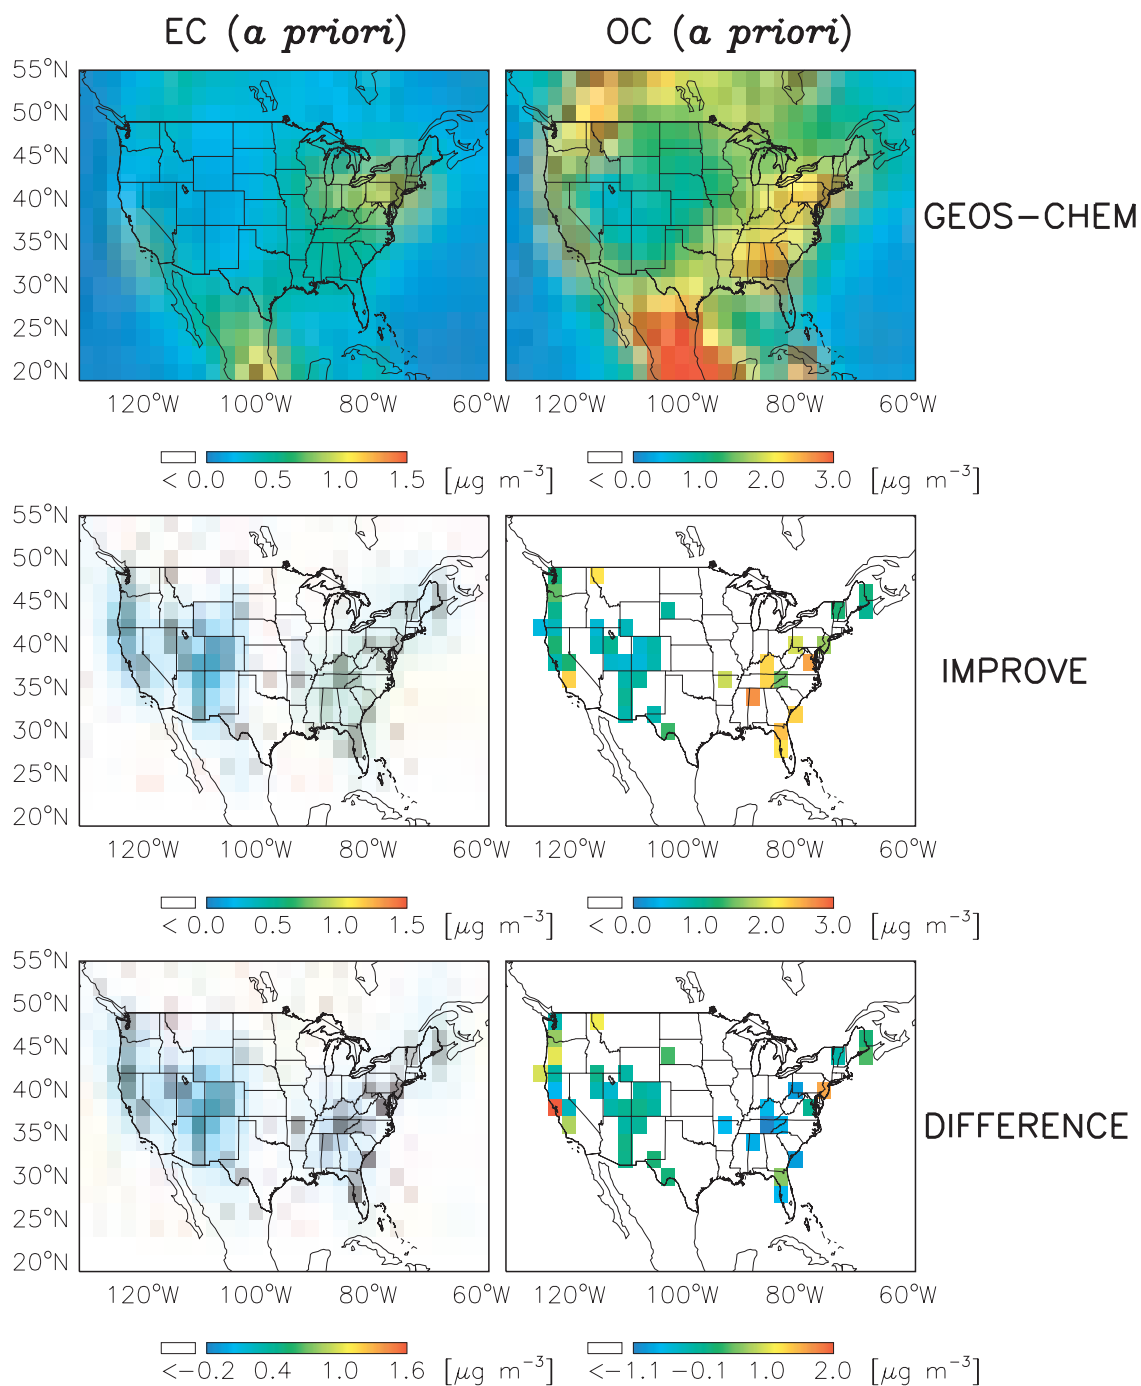 EC (a priori) OC (a priori)
55°N
50°N
45°N
40°N
35°N
30°N
25°N
20°N
GEOS-CHEM
120°W 100°W 80°W 60°W 120°W 100°W 80°W 60°W
< 0.0 0.5 1.0 1.5 [μg m⁻³] < 0.0 1.0 2.0 3.0 [μg m⁻³]
55°N
50°N
45°N
40°N
35°N
30°N
25°N
20°N
IMPROVE
120°W 100°W 80°W 60°W 120°W 100°W 80°W 60°W
< 0.0 0.5 1.0 1.5 [μg m⁻³] < 0.0 1.0 2.0 3.0 [μg m⁻³]
55°N
50°N
45°N
40°N
35°N
30°N
25°N
20°N
DIFFERENCE
120°W 100°W 80°W 60°W 120°W 100°W 80°W 60°W
<-0.2 0.4 1.0 1.6 [μg m⁻³] <-1.1 -0.1 1.0 2.0 [μg m⁻³]